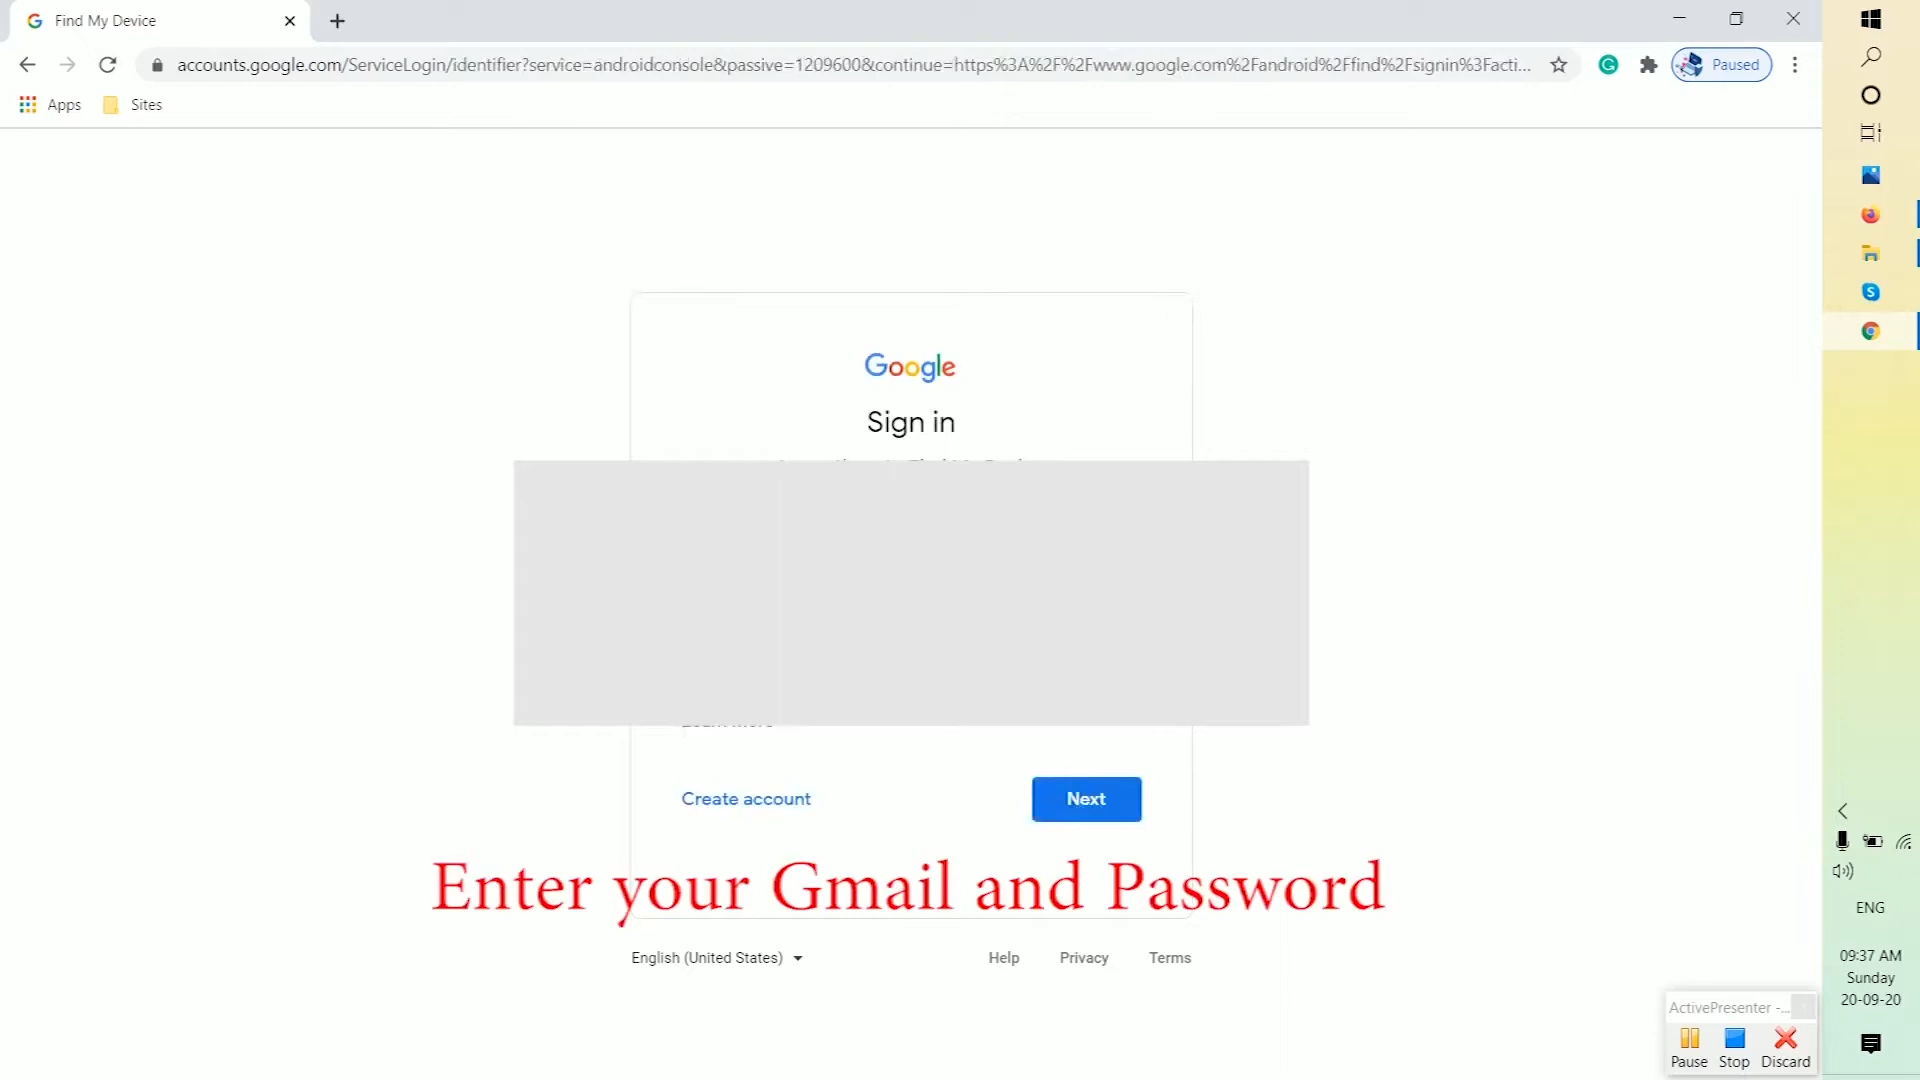 Find My Device
accounts.google.com/ServiceLogin/identifier?service=androidconsole&passive=1209600&continue=https%3A%2F%2Fwww.google.com%2Fandroid%2Ffind%2Fsignin%3Facti...
Paused
Apps
Sites
Google
Sign in
Create account
Next
Enter your Gmail and Password
English (United States)
Help
Privacy
Terms
ENG
09:37 AM
Sunday
20-09-20
ActivePresenter -...
Pause
Stop
Discard